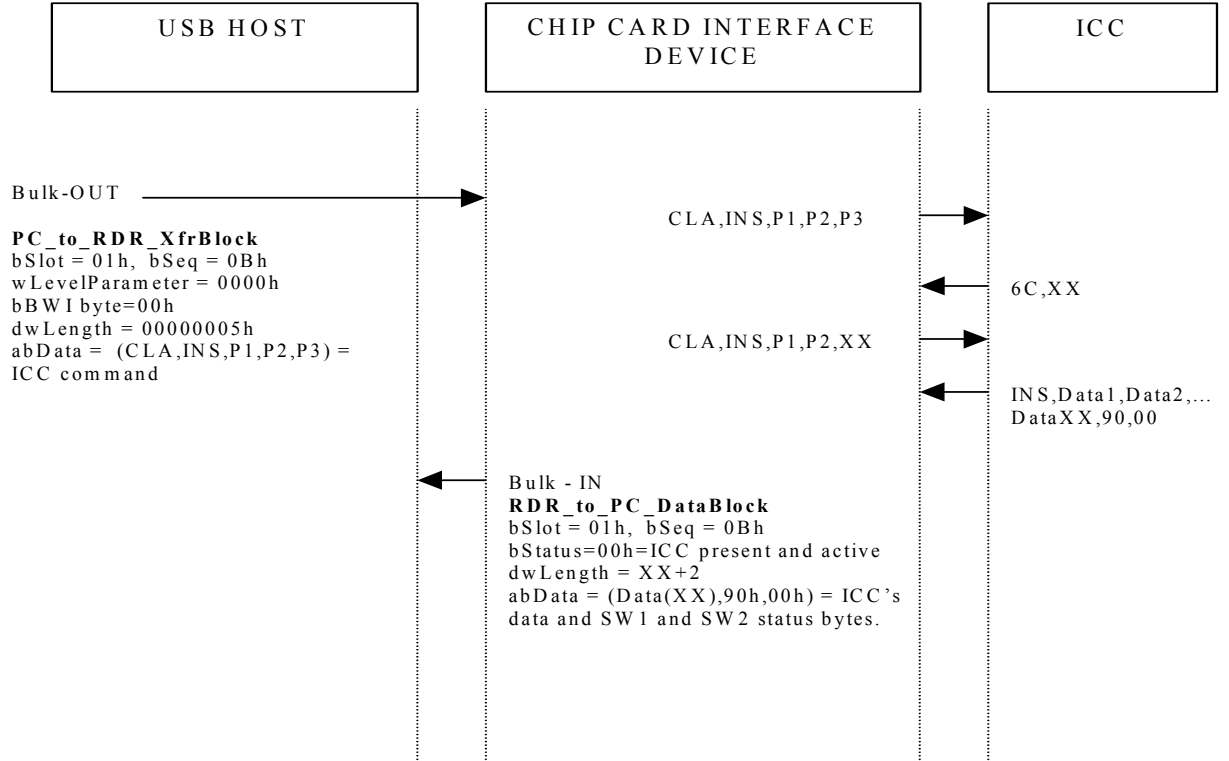 USB HOST
CHIP CARD INTERFACE
DEVICE
ICC
Bulk-OUT
PC_to_RDR_XfrBlock
bSlot = 01h, bSeq = 0Bh
wLevelParameter = 0000h
bBWI byte=00h
dwLength = 00000005h
abData = (CLA,INS,P1,P2,P3) =
ICC command
CLA,INS,P1,P2,P3
6C,XX
CLA,INS,P1,P2,XX
INS,Data1,Data2,...
DataXX,90,00
Bulk - IN
RDR_to_PC_DataBlock
bSlot = 01h, bSeq = 0Bh
bStatus=00h=ICC present and active
dwLength = XX+2
abData = (Data(XX),90h,00h) = ICC’s
data and SW1 and SW2 status bytes.